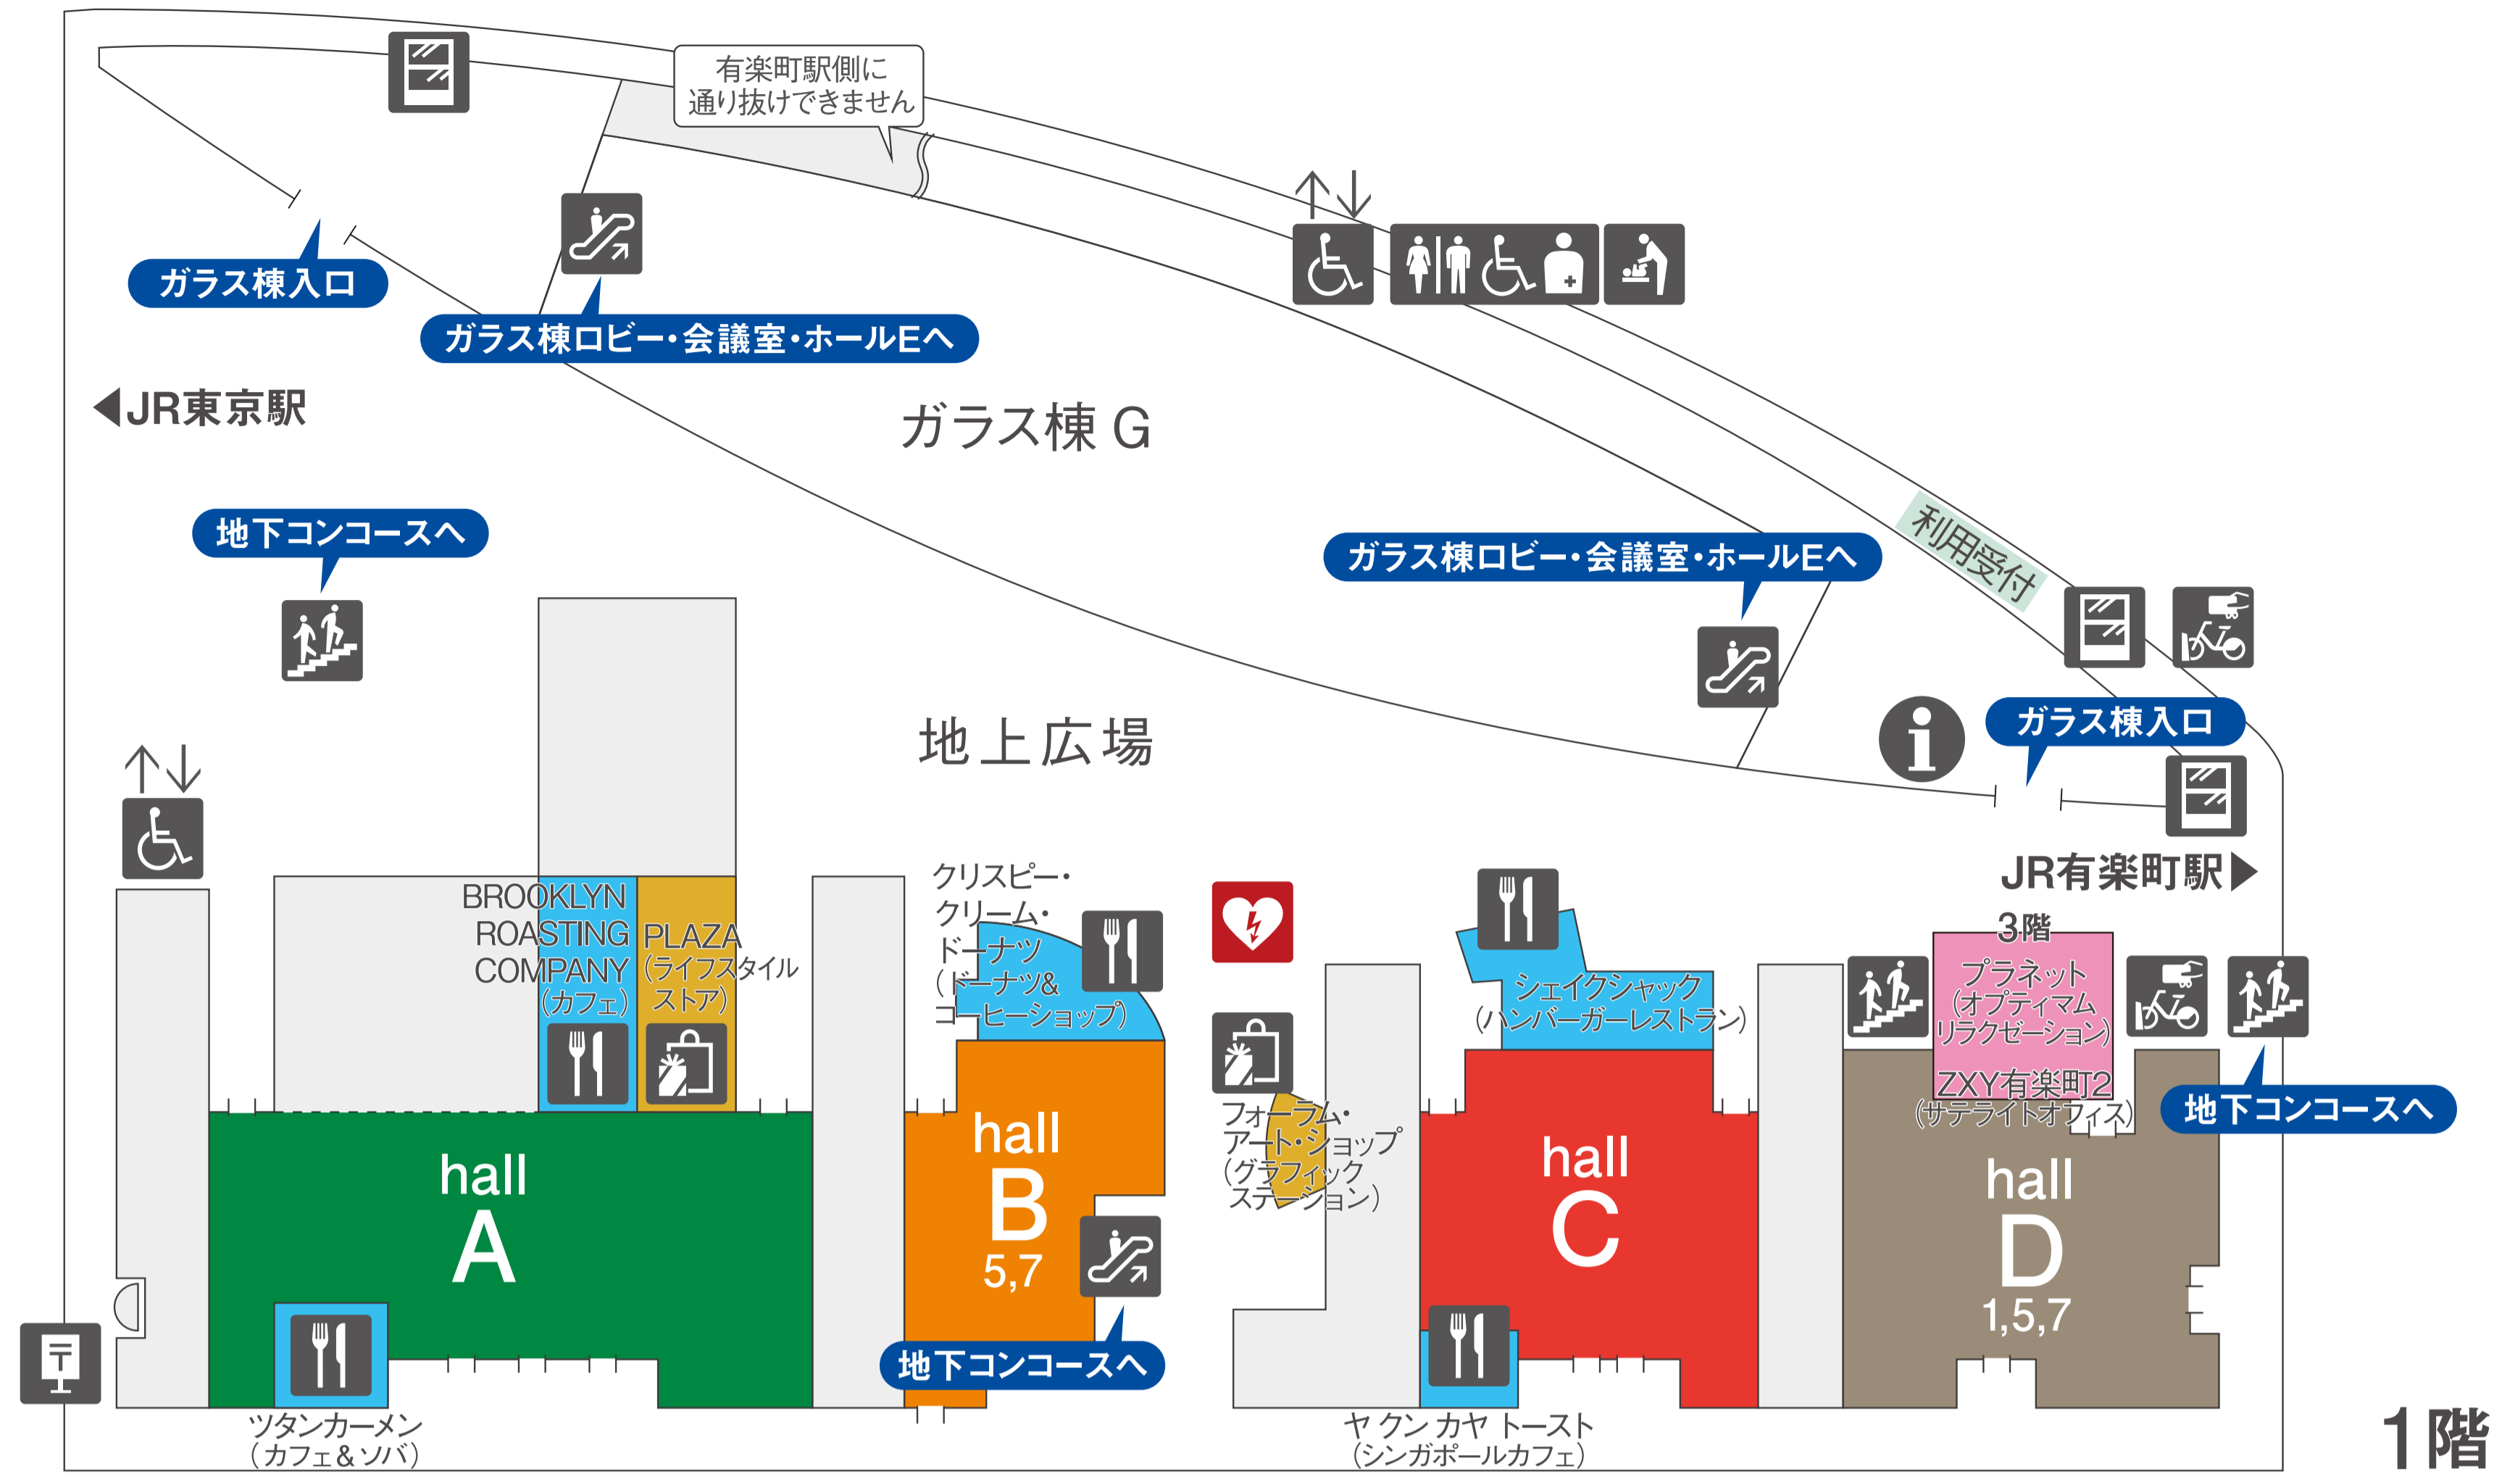 有楽町駅側に
通り抜けできません
ガラス棟入口
ガラス棟ロビー・会議室・ホールEへ
JR東京駅
ガラス棟 G
地下コンコースへ
ガラス棟ロビー・会議室・ホールEへ
利用受付
ガラス棟入口
地上広場
JR有楽町駅
BROOKLYN
ROASTING
COMPANY
(カフェ)
PLAZA
(ライフスタイル
ストア)
クリスピー・
クリーム・
ドーナツ
(ドーナツ&
コーヒーショップ)
シェイクシャック
(ハンバーガーレストラン)
3階
プラネット
(オプティマム
リラクゼーション)
ZXY有楽町2
(サテライトオフィス)
地下コンコースへ
フォーラム・
アート・ショップ
(グラフィック
ステーション)
hall
A
hall
B
5,7
hall
C
hall
D
1,5,7
地下コンコースへ
ツタンカーメン
(カフェ&ソバ)
ヤ クン カヤ トースト
(シンガポールカフェ)
1階